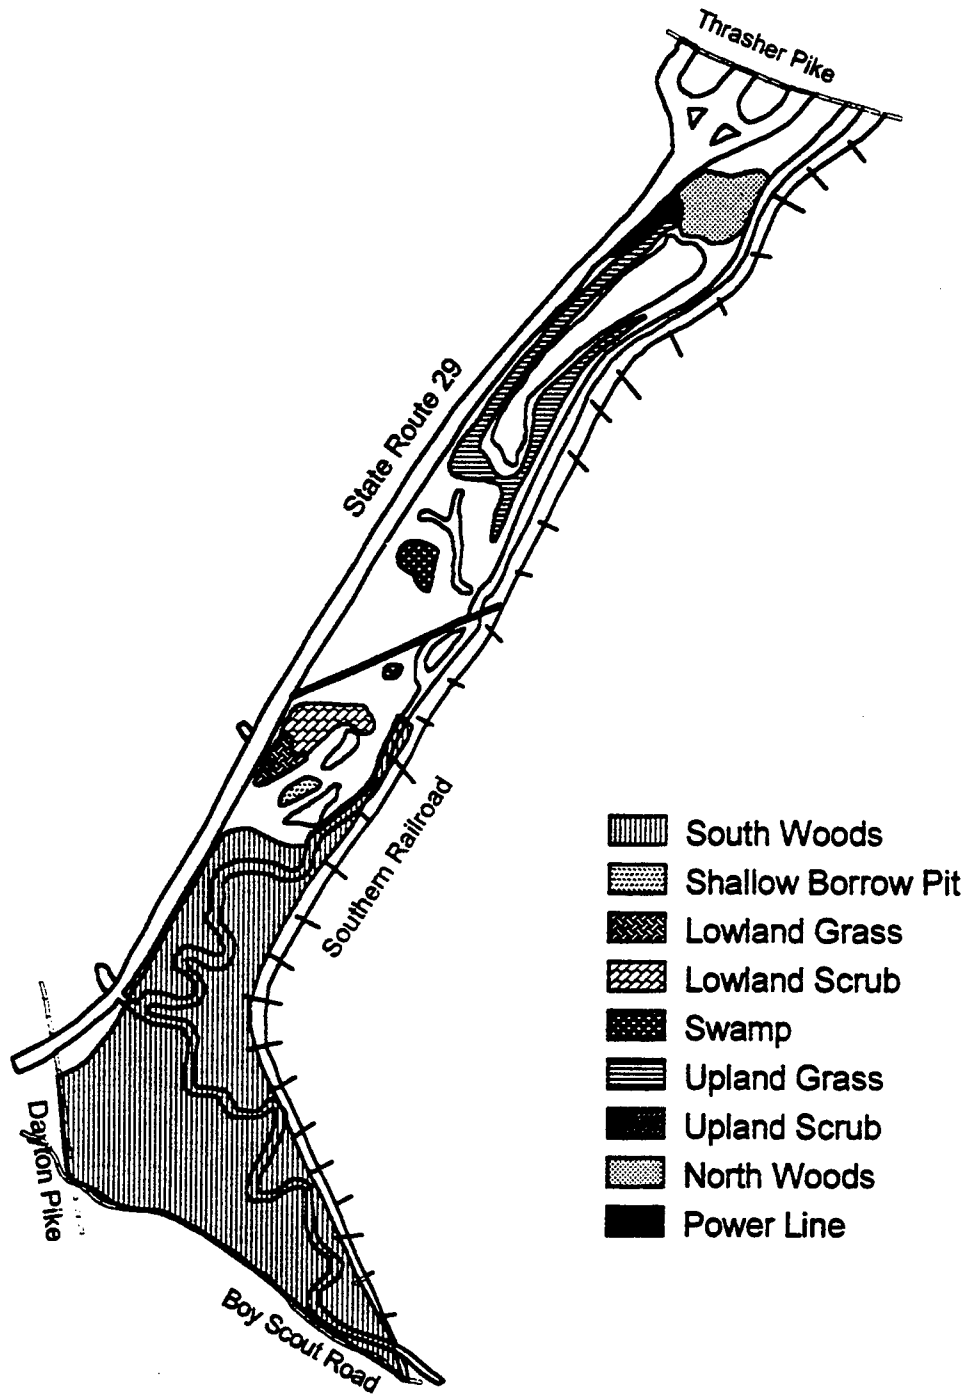 Thrasher Pike
State Route 29
Southern Railroad
South Woods
Shallow Borrow Pit
Lowland Grass
Lowland Scrub
Swamp
Upland Grass
Upland Scrub
North Woods
Power Line
Dayton Pike
Boy Scout Road